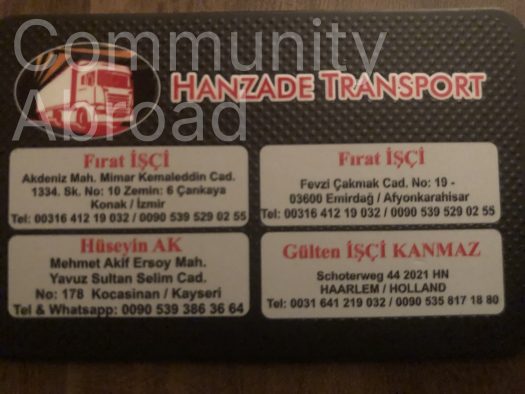 Community
Abroad
HANZADE TRANSPORT
Fırat İŞÇİ
Akdeniz Mah. Mimar Kemaleddin Cad.
1334. Sk. No: 10 Zemin: 6 Çankaya
Konak / İzmir
Tel: 00316 412 19 032 / 0090 539 529 02 55
Fırat İŞÇİ
Fevzi Çakmak Cad. No: 19 -
03600 Emirdağ / Afyonkarahisar
Tel: 00316 412 19 032 / 0090 539 529 02 55
Hüseyin AK
Mehmet Akif Ersoy Mah.
Yavuz Sultan Selim Cad.
No: 178 Kocasinan / Kayseri
Tel & Whatsapp: 0090 539 386 36 64
Gülten İŞÇİ KANMAZ
Schoterweg 44 2021 HN
HAARLEM / HOLLAND
Tel: 0031 641 219 032 / 0090 535 817 18 80